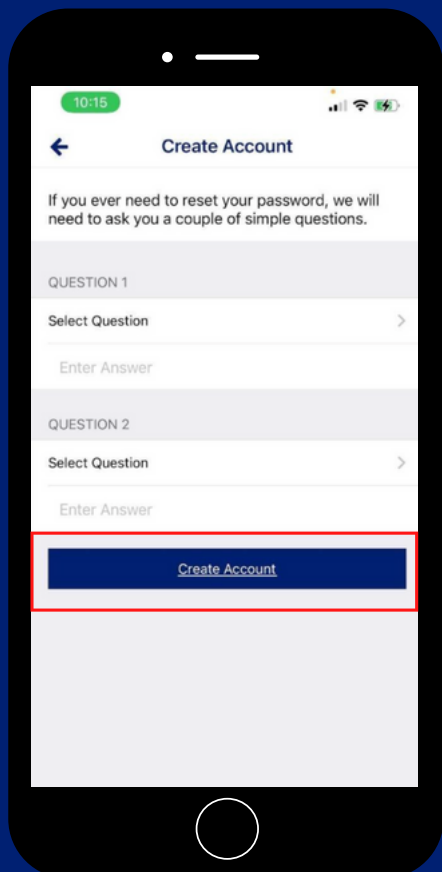 10:15
Create Account
If you ever need to reset your password, we will
need to ask you a couple of simple questions.
QUESTION 1
Select Question
Enter Answer
QUESTION 2
Select Question
Enter Answer
Create Account